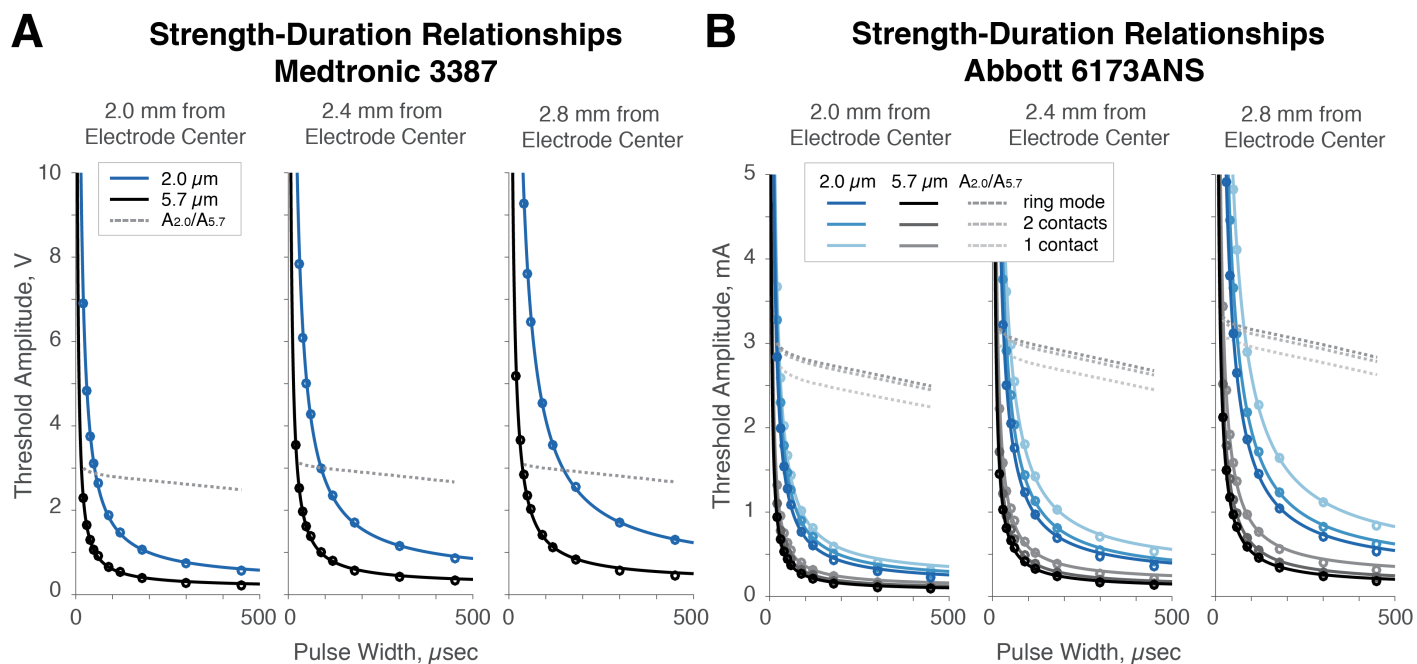 A
Strength-Duration Relationships
Medtronic 3387
2.0 mm from
Electrode Center
2.4 mm from
Electrode Center
2.8 mm from
Electrode Center
Threshold Amplitude, V
10
8
6
4
2
0
2.0 µm
5.7 µm
A2.0/A5.7
0
500
0
500
0
500
Pulse Width, µsec
B
Strength-Duration Relationships
Abbott 6173ANS
2.0 mm from
Electrode Center
2.4 mm from
Electrode Center
2.8 mm from
Electrode Center
Threshold Amplitude, mA
5
4
3
2
1
0
2.0 µm 5.7 µm A2.0/A5.7
ring mode
2 contacts
1 contact
0
500
0
500
0
500
Pulse Width, µsec